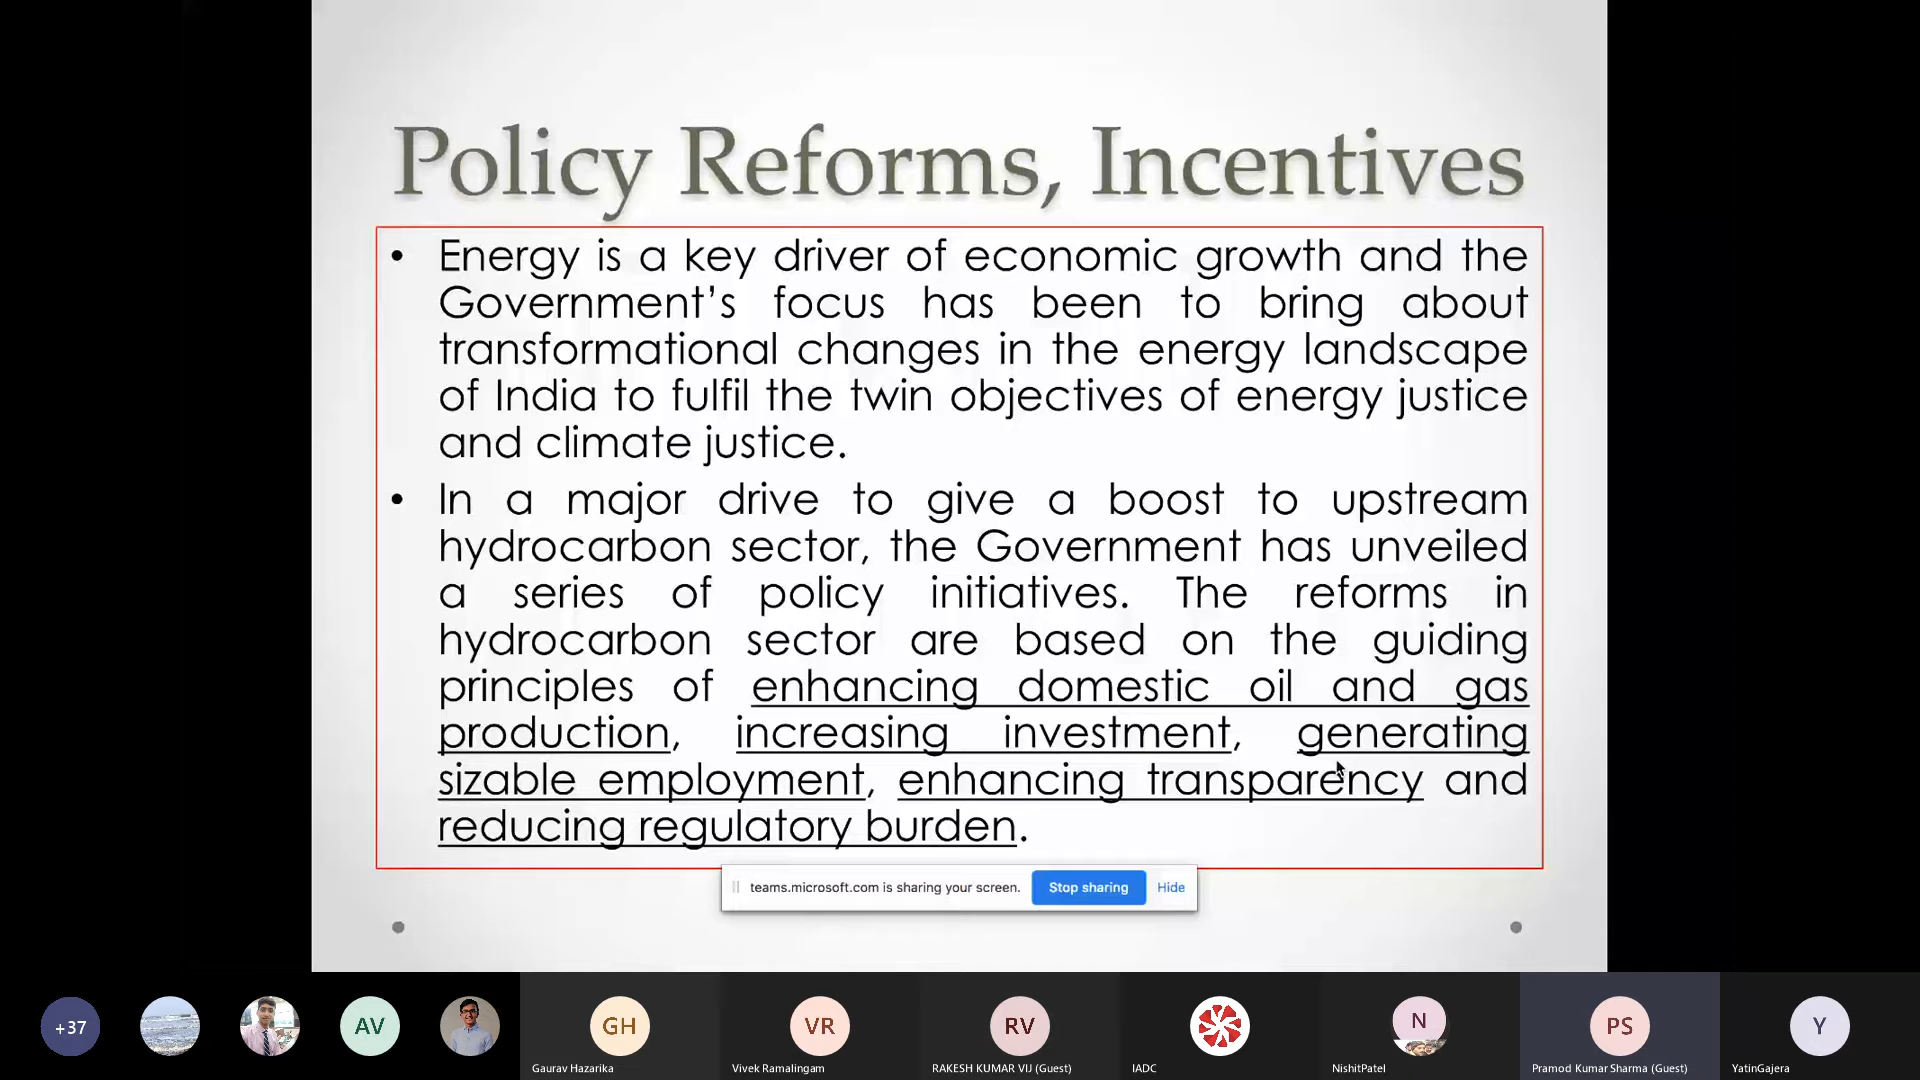 Policy Reforms, Incentives
• Energy is a key driver of economic growth and the
Government’s focus has been to bring about
transformational changes in the energy landscape
of India to fulfil the twin objectives of energy justice
and climate justice.
• In a major drive to give a boost to upstream
hydrocarbon sector, the Government has unveiled
a series of policy initiatives. The reforms in
hydrocarbon sector are based on the guiding
principles of enhancing domestic oil and gas
production, increasing investment, generating
sizable employment, enhancing transparency and
reducing regulatory burden.
teams.microsoft.com is sharing your screen. Stop sharing Hide
+37 AV GH VR RV N PS Y
Gaurav Hazarika Vivek Ramalingam RAKESH KUMAR VIJ (Guest) IADC NishitPatel Pramod Kumar Sharma (Guest) YatinGajera